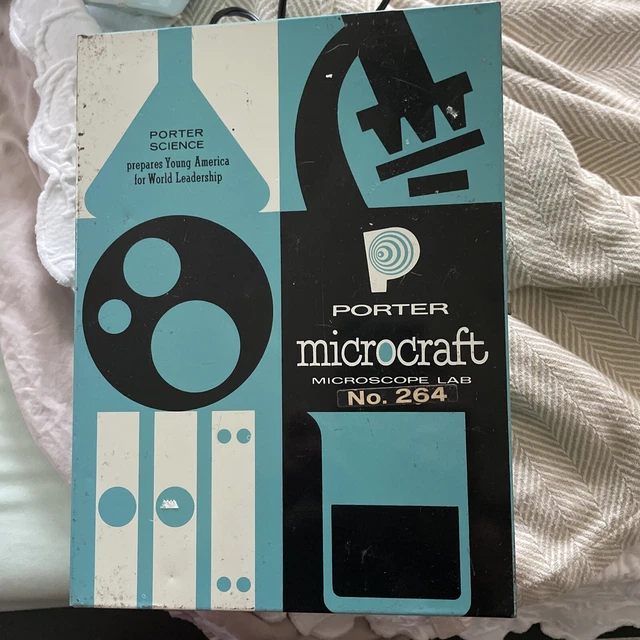 PORTER
SCIENCE
prepares Young America
for World Leadership
P
PORTER
microcraft
MICROSCOPE LAB
No. 264